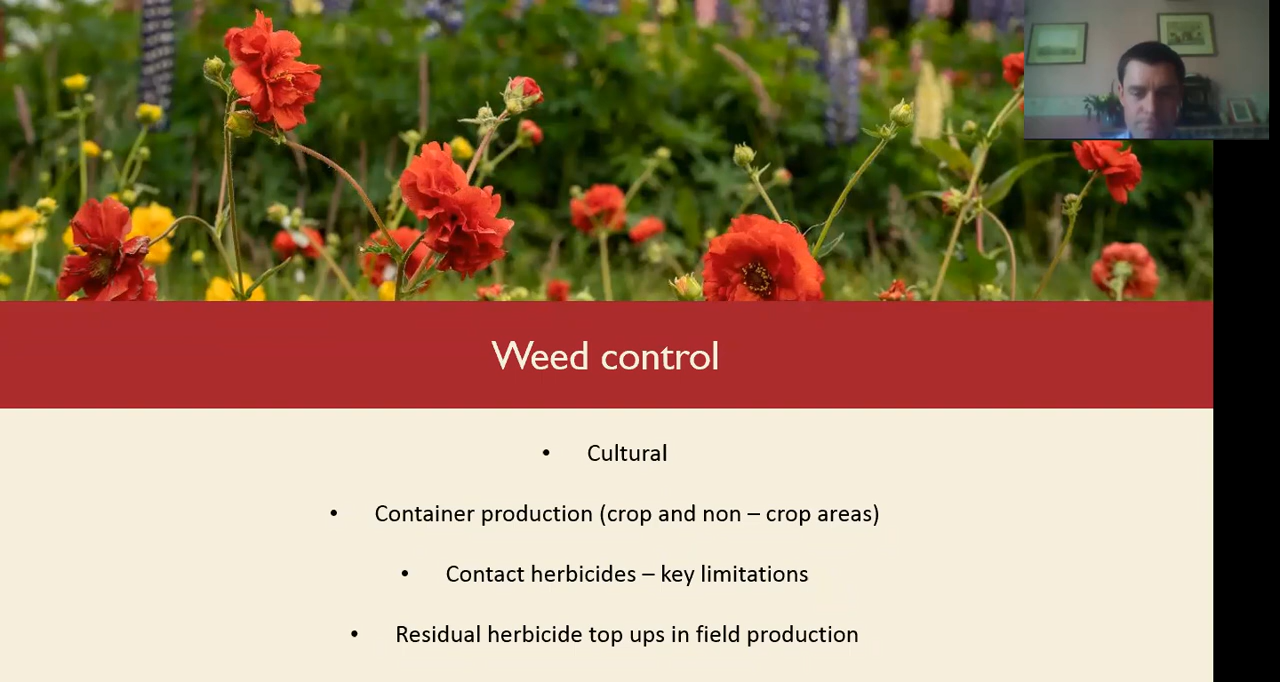 Weed control
• Cultural
• Container production (crop and non – crop areas)
• Contact herbicides – key limitations
• Residual herbicide top ups in field production